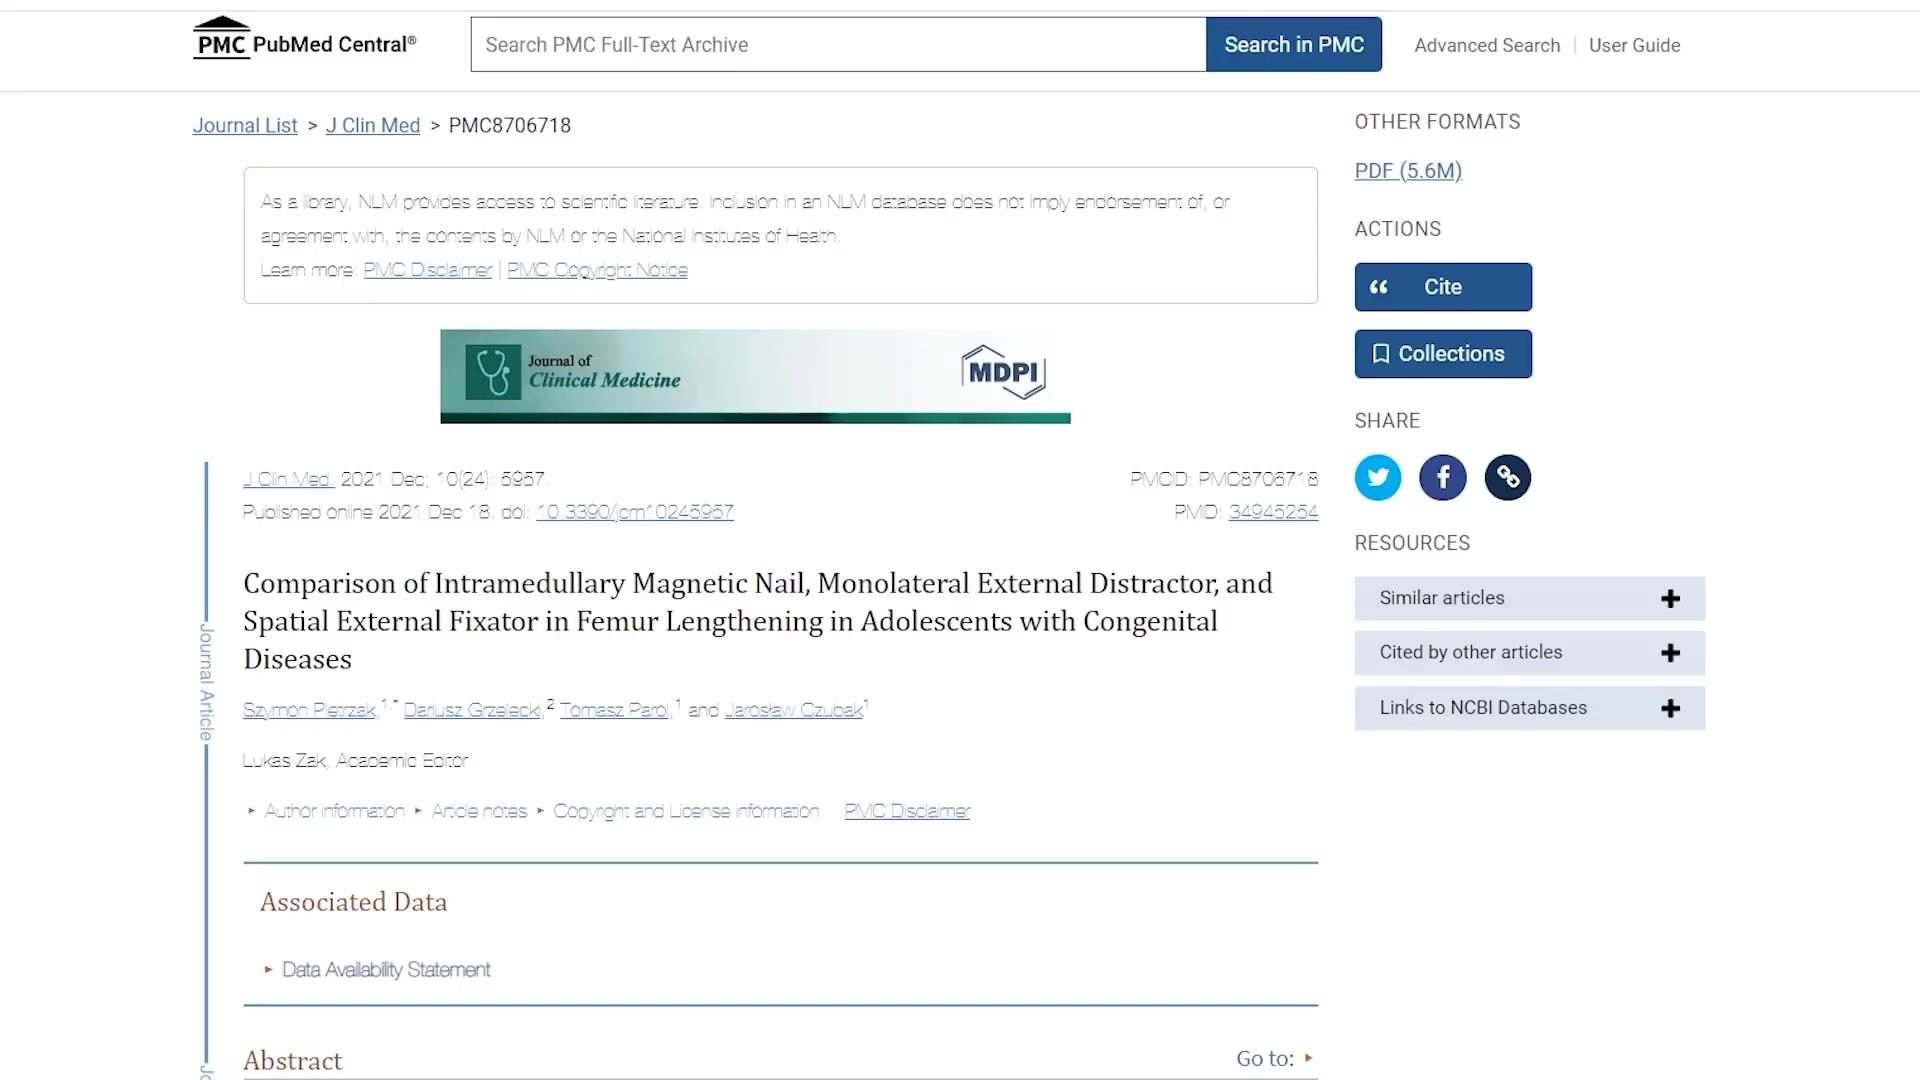 PMC PubMed Central®
Search PMC Full-Text Archive
Search in PMC
Advanced Search | User Guide
Journal List > J Clin Med > PMC8706718
As a library, NLM provides access to scientific literature. Inclusion in an NLM database does not imply endorsement of, or
agreement with, the contents by NLM or the National Institutes of Health.
Learn more: PMC Disclaimer | PMC Copyright Notice
Journal of
Clinical Medicine
MDPI
J Clin Med. 2021 Dec; 10(24): 5957.
PMCID: PMC8706718
Published online 2021 Dec 18. doi: 10.3390/jcm10245957
PMID: 34945254
Comparison of Intramedullary Magnetic Nail, Monolateral External Distractor, and
Spatial External Fixator in Femur Lengthening in Adolescents with Congenital
Diseases
Szymon Pietrzak,1,* Dariusz Grzelecki,2 Tomasz Parol,1 and Jarosław Czubak1
Lukas Zak, Academic Editor
Author information Article notes Copyright and License information PMC Disclaimer
Associated Data
Data Availability Statement
Abstract
Go to:
Journal Article
Jo
OTHER FORMATS
PDF (5.6M)
ACTIONS
Cite
Collections
SHARE
RESOURCES
Similar articles
Cited by other articles
Links to NCBI Databases